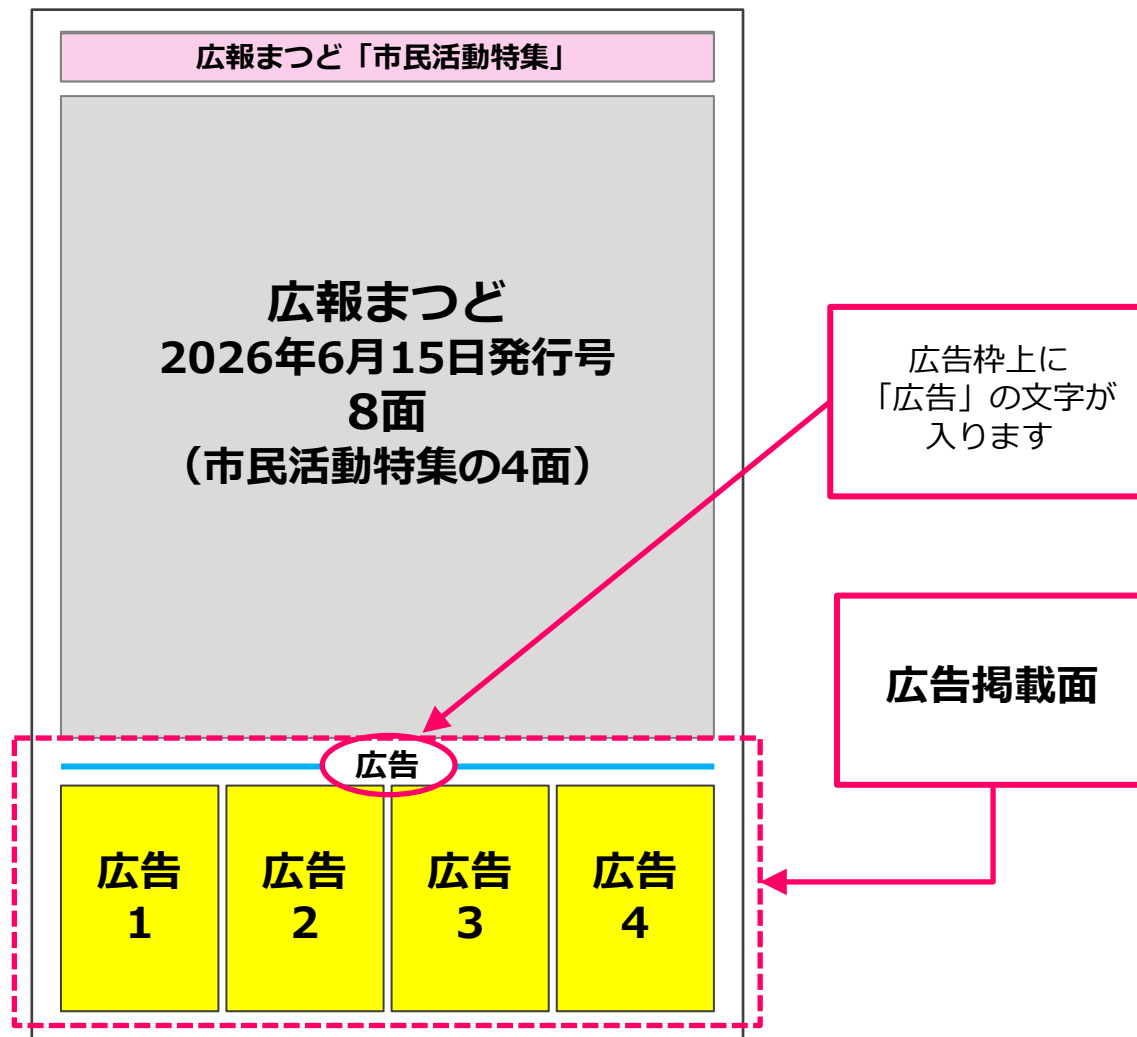 広報まつど「市民活動特集」
広報まつど
2026年6月15日発行号
8面
（市民活動特集の4面）
広告枠上に
「広告」の文字が
入ります
広告掲載面
広告
広告
1
広告
2
広告
3
広告
4